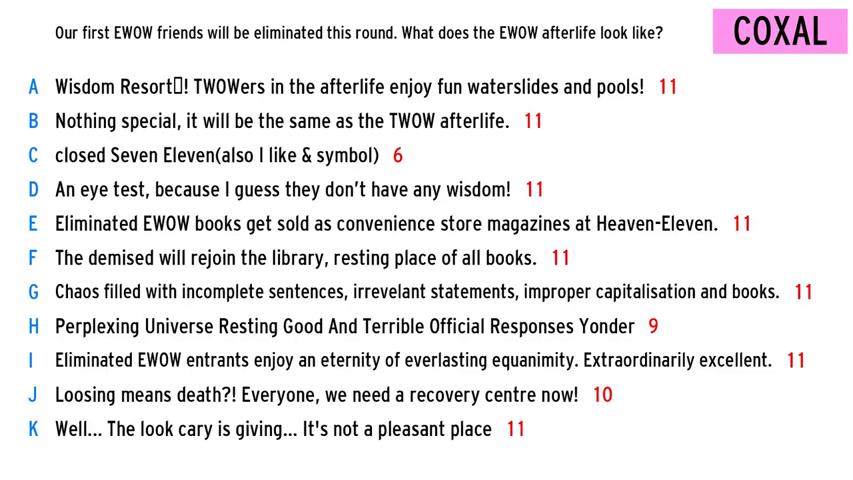 Our first EWOW friends will be eliminated this round. What does the EWOW afterlife look like?
COXAL
A Wisdom Resort▯! TWOWers in the afterlife enjoy fun waterslides and pools! 11
B Nothing special, it will be the same as the TWOW afterlife. 11
C closed Seven Eleven(also I like & symbol) 6
D An eye test, because I guess they don't have any wisdom! 11
E Eliminated EWOW books get sold as convenience store magazines at Heaven-Eleven. 11
F The demised will rejoin the library, resting place of all books. 11
G Chaos filled with incomplete sentences, irrevelant statements, improper capitalisation and books. 11
H Perplexing Universe Resting Good And Terrible Official Responses Yonder 9
I Eliminated EWOW entrants enjoy an eternity of everlasting equanimity. Extraordinarily excellent. 11
J Loosing means death?! Everyone, we need a recovery centre now! 10
K Well... The look cary is giving... It's not a pleasant place 11